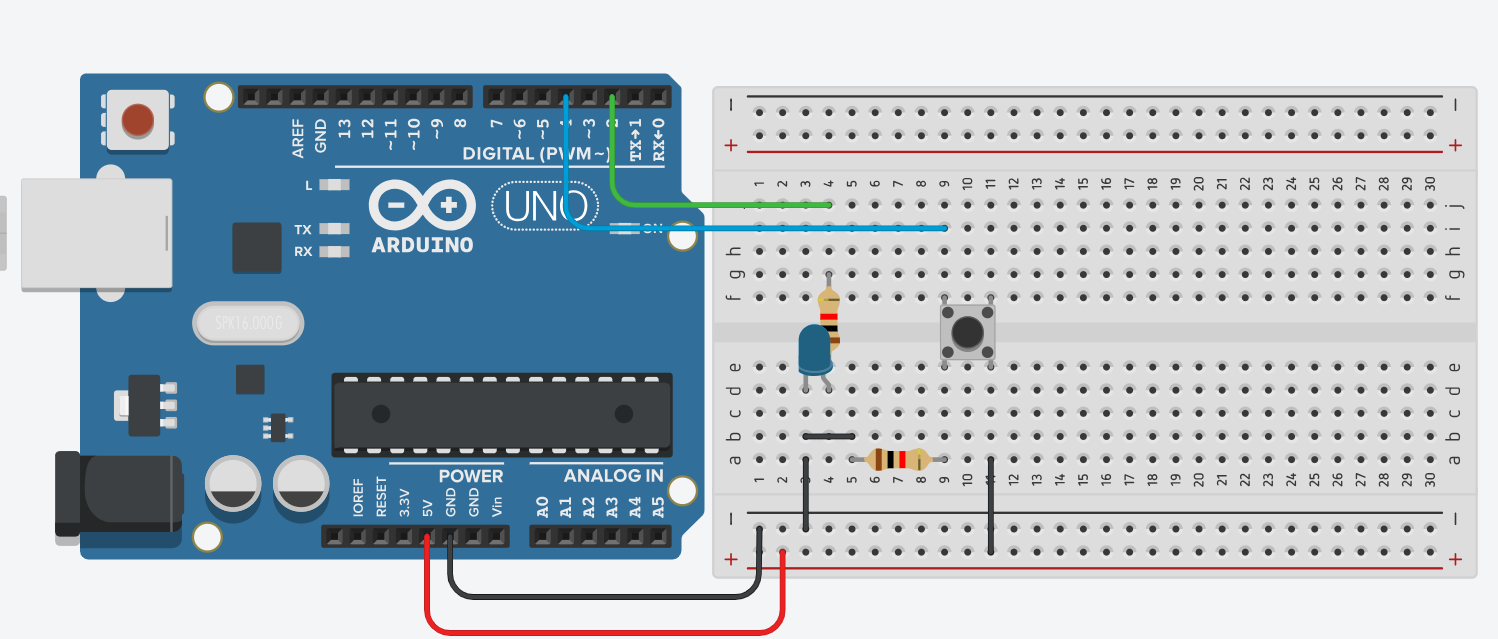 AREF
GND
13
12
~11
~10
~9
8
7
~6
~5
~3
2
TX→1
RX←0
DIGITAL (PWM~)
L
TX
RX
UNO
ON
ARDUINO
SPK16.000G
POWER
ANALOG IN
IOREF
RESET
3.3V
5V
GND
GND
Vin
A0
A1
A2
A3
A4
A5
− −
+ +
1 2 3 4 5 6 7 8 9 10 11 12 13 14 15 16 17 18 19 20 21 22 23 24 25 26 27 28 29 30
j
i
h h
g g
f f
e e
d d
c c
b b
a a
1 2 4 5 6 7 8 9 10 11 12 13 14 15 16 17 18 19 20 21 22 23 24 25 26 27 28 29 30
− −
+ +